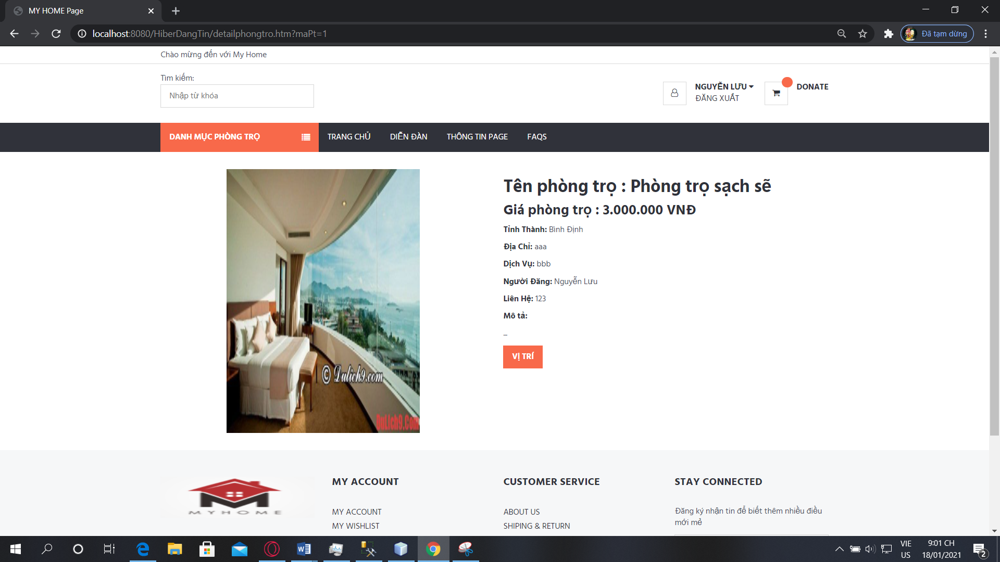 MY HOME Page
localhost:8080/HiberDangTin/detailphongtro.htm?maPt=1
Đã tạm dừng
Chào mừng đến với My Home
Tìm kiếm:
Nhập từ khóa
NGUYỄN LƯU
ĐĂNG XUẤT
DONATE
DANH MỤC PHÒNG TRỌ
TRANG CHỦ
DIỄN ĐÀN
THÔNG TIN PAGE
FAQS
Tên phòng trọ : Phòng trọ sạch sẽ
Giá phòng trọ : 3.000.000 VNĐ
Tỉnh Thành: Bình Định
Địa Chỉ: aaa
Dịch Vụ: bbb
Người Đăng: Nguyễn Lưu
Liên Hệ: 123
Mô tả:
...
VỊ TRÍ
© Dulich9.com
DuLich9.Com
MYHOME
MY ACCOUNT
MY ACCOUNT
MY WISHLIST
CUSTOMER SERVICE
ABOUT US
SHIPING & RETURN
STAY CONNECTED
Đăng ký nhận tin để biết thêm nhiều điều
mới mẻ
VIE
US
9:01 CH
18/01/2021
2